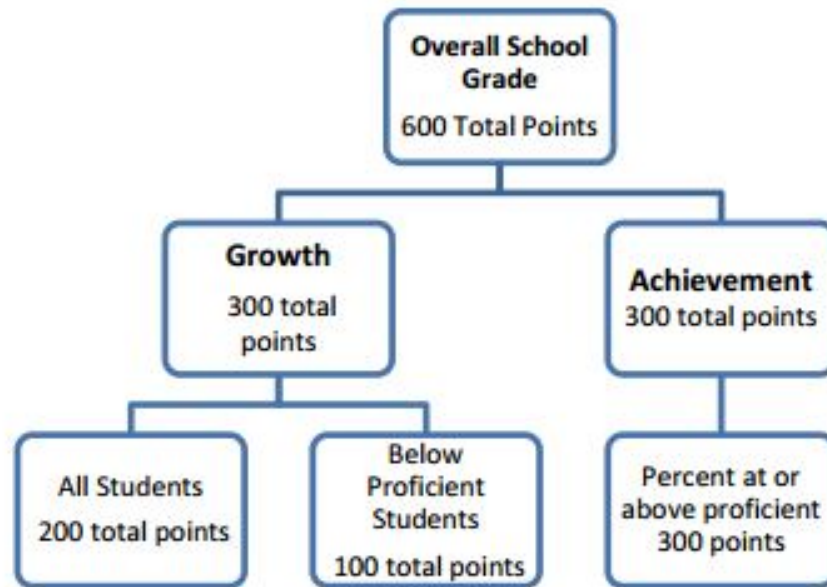 Overall School
Grade
600 Total Points
Growth
300 total
points
Achievement
300 total points
All Students
200 total points
Below
Proficient
Students
100 total points
Percent at or
above proficient
300 points